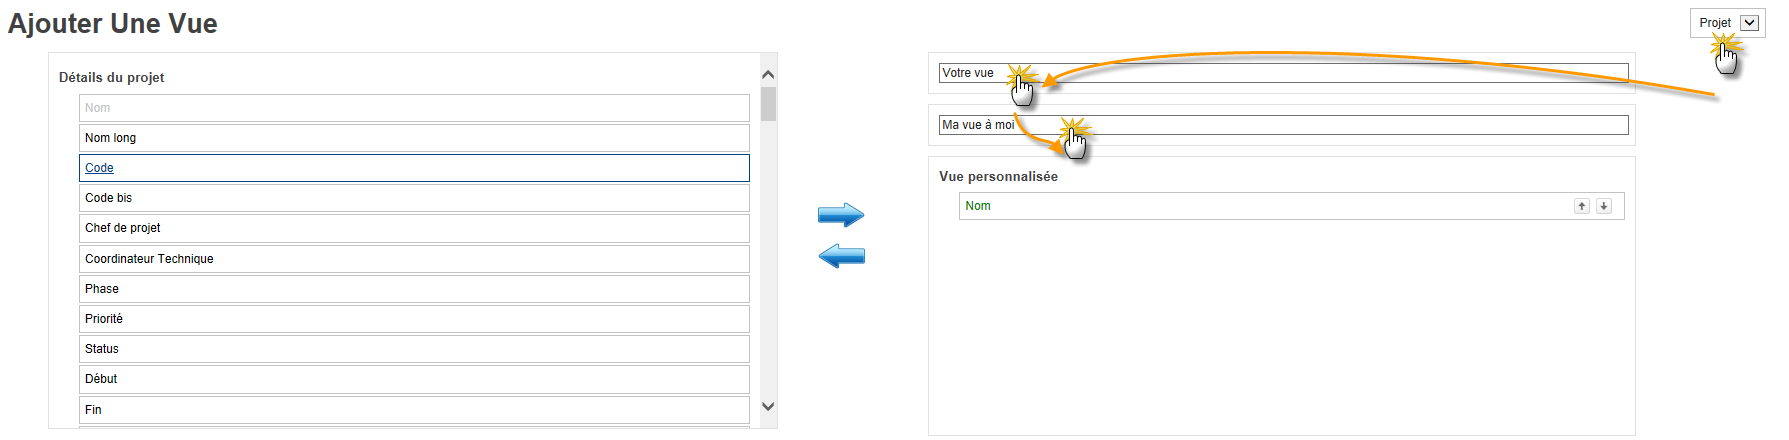 Ajouter Une Vue
Projet
Détails du projet
Nom
Nom long
Code
Code bis
Chef de projet
Coordinateur Technique
Phase
Priorité
Status
Début
Fin
Votre vue
Ma vue à moi
Vue personnalisée
Nom